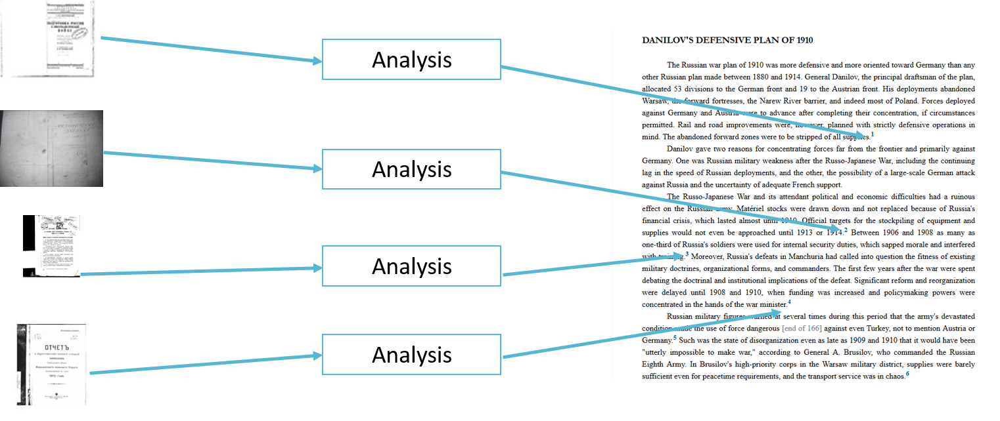 ПОДГОТОВКА РОССИИ
ВОЙНЕ
ИСТОРИЧЕСКІЯ
ОТЧЕТЪ
Варшавскаго Военнаго Округа
1910 года.
Analysis
Analysis
Analysis
Analysis
DANILOV'S DEFENSIVE PLAN OF 1910
The Russian war plan of 1910 was more defensive and more oriented toward Germany than any
other Russian plan made between 1880 and 1914. General Danilov, the principal draftsman of the plan,
allocated 53 divisions to the German front and 19 to the Austrian front. His deployments abandoned
Warsaw, the forward fortresses, the Narew River barrier, and indeed most of Poland. Forces deployed
against Germany and Austria were to advance after completing their concentration, if circumstances
permitted. Rail and road improvements were, however, planned with strictly defensive operations in
mind. The abandoned forward zones were to be stripped of all supplies.1
Danilov gave two reasons for concentrating forces far from the frontier and primarily against
Germany. One was Russian military weakness after the Russo-Japanese War, including the continuing
lag in the speed of Russian deployments, and the other, the possibility of a large-scale German attack
against Russia and the uncertainty of adequate French support.
The Russo-Japanese War and its attendant political and economic difficulties had a ruinous
effect on the Russian army. Matériel stocks were drawn down and not replaced because of Russia's
financial crisis, which lasted almost until 1910. Official targets for the stockpiling of equipment and
supplies would not even be approached until 1913 or 1914.2 Between 1906 and 1908 as many as
one-third of Russia's soldiers were used for internal security duties, which sapped morale and interfered
with training.3 Moreover, Russia's defeats in Manchuria had called into question the fitness of existing
military doctrines, organizational forms, and commanders. The first few years after the war were spent
debating the doctrinal and institutional implications of the defeat. Significant reform and reorganization
were delayed until 1908 and 1910, when funding was increased and policymaking powers were
concentrated in the hands of the war minister.4
Russian military figures warned at several times during this period that the army's devastated
condition made the use of force dangerous [end of 166] against even Turkey, not to mention Austria or
Germany.5 Such was the state of disorganization even as late as 1909 and 1910 that it would have been
"utterly impossible to make war," according to General A. Brusilov, who commanded the Russian
Eighth Army. In Brusilov's high-priority corps in the Warsaw military district, supplies were barely
sufficient even for peacetime requirements, and the transport service was in chaos.6